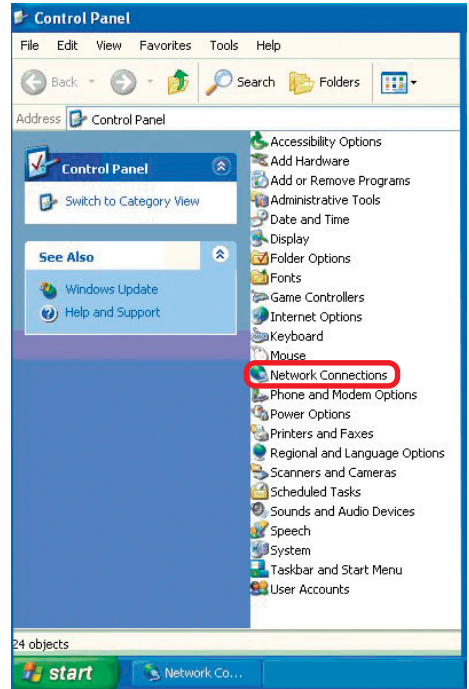 Control Panel
File Edit View Favorites Tools Help
Back Search Folders
Address Control Panel
Control Panel
Switch to Category View
See Also
Windows Update
Help and Support
Accessibility Options
Add Hardware
Add or Remove Programs
Administrative Tools
Date and Time
Display
Folder Options
Fonts
Game Controllers
Internet Options
Keyboard
Mouse
Network Connections
Phone and Modem Options
Power Options
Printers and Faxes
Regional and Language Options
Scanners and Cameras
Scheduled Tasks
Sounds and Audio Devices
Speech
System
Taskbar and Start Menu
User Accounts
24 objects
start Network Co...